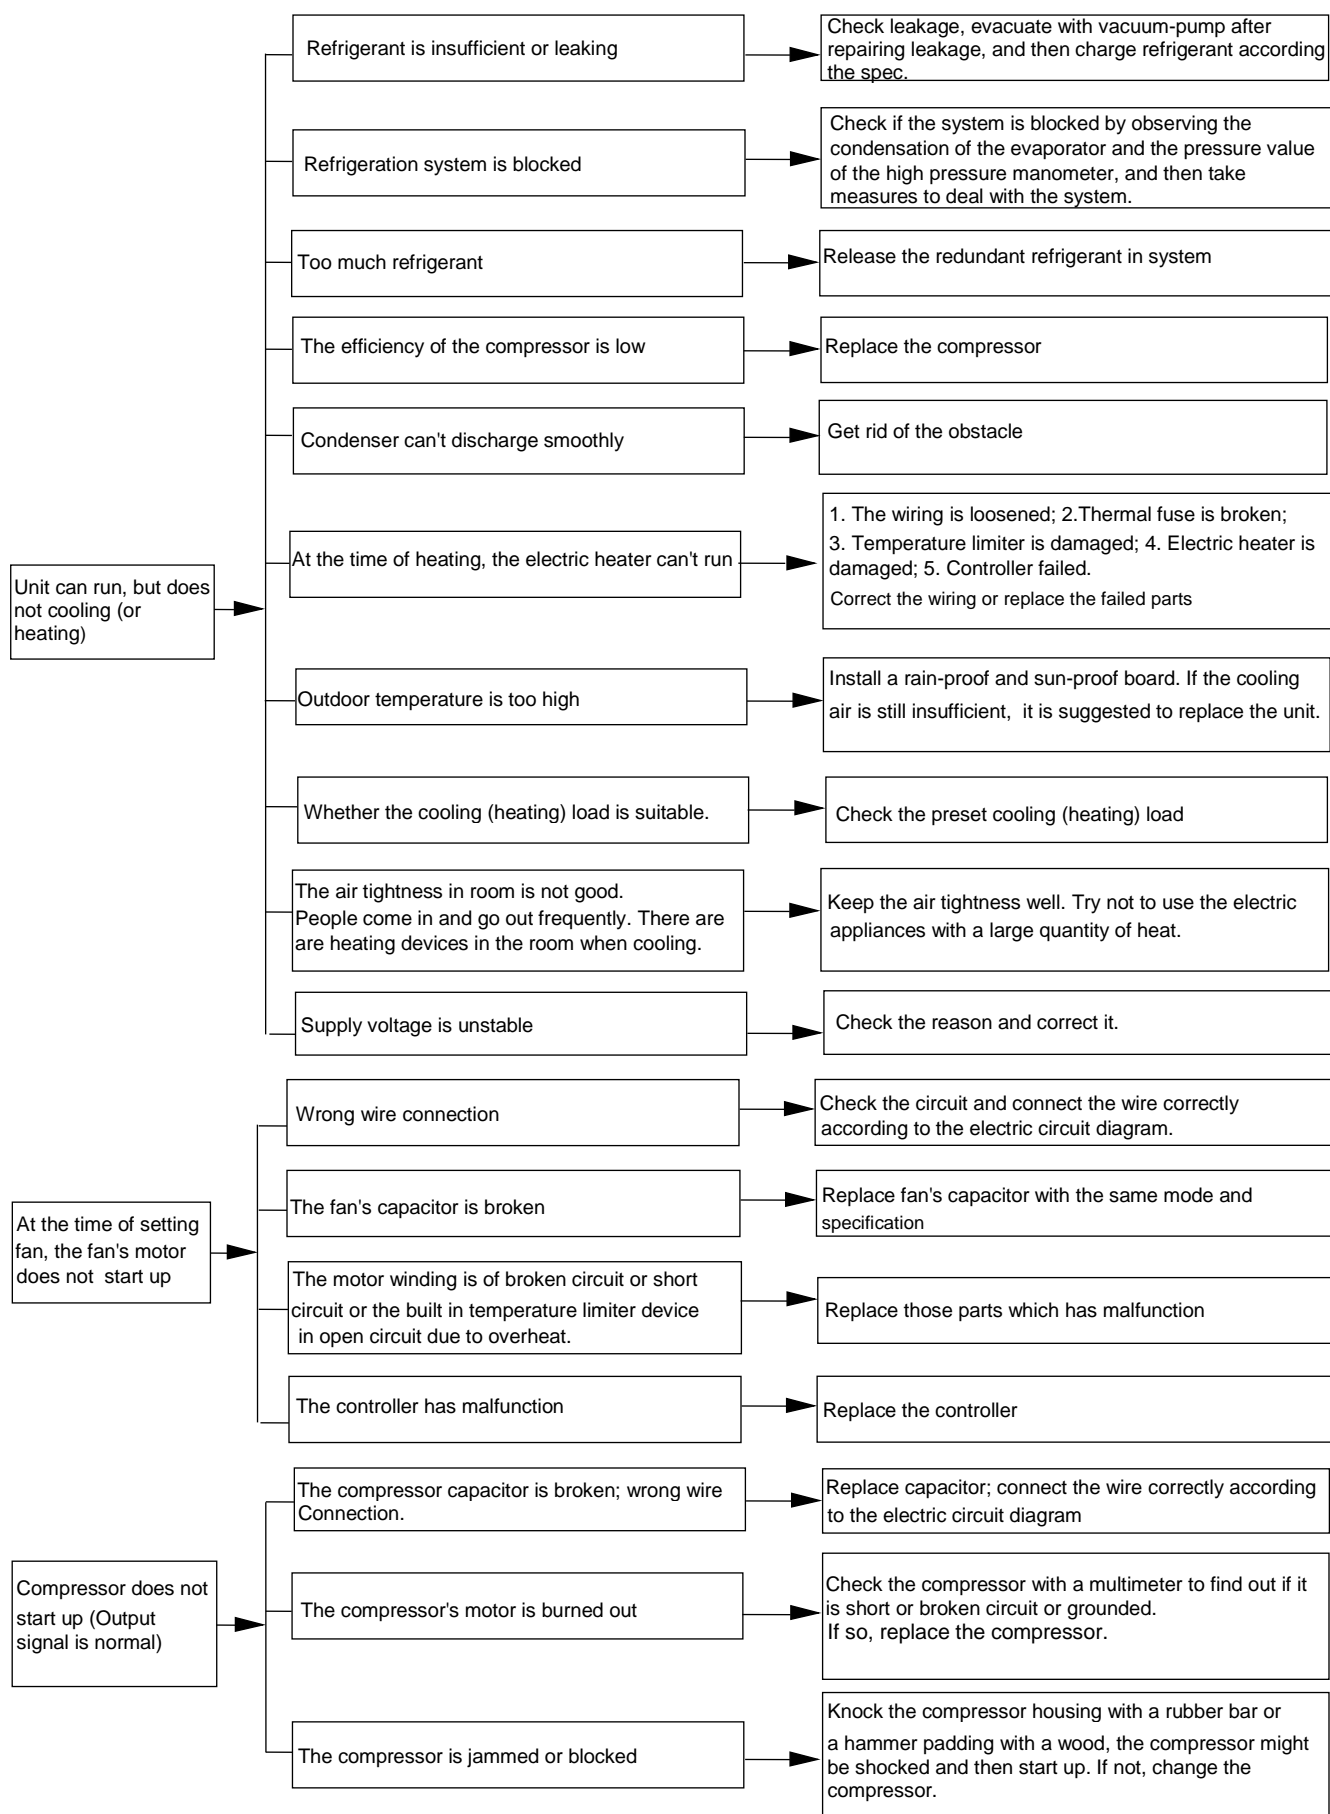 Refrigerant is insufficient or leaking
Check leakage, evacuate with vacuum-pump after
repairing leakage, and then charge refrigerant according
the spec.
Refrigeration system is blocked
Check if the system is blocked by observing the
condensation of the evaporator and the pressure value
of the high pressure manometer, and then take
measures to deal with the system.
Too much refrigerant
Release the redundant refrigerant in system
The efficiency of the compressor is low
Replace the compressor
Condenser can't discharge smoothly
Get rid of the obstacle
At the time of heating, the electric heater can't run
1. The wiring is loosened; 2.Thermal fuse is broken;
3. Temperature limiter is damaged; 4. Electric heater is
damaged; 5. Controller failed.
Correct the wiring or replace the failed parts
Unit can run, but does
not cooling (or
heating)
Outdoor temperature is too high
Install a rain-proof and sun-proof board. If the cooling
air is still insufficient, it is suggested to replace the unit.
Whether the cooling (heating) load is suitable.
Check the preset cooling (heating) load
The air tightness in room is not good.
People come in and go out frequently. There are
are heating devices in the room when cooling.
Keep the air tightness well. Try not to use the electric
appliances with a large quantity of heat.
Supply voltage is unstable
Check the reason and correct it.
Wrong wire connection
Check the circuit and connect the wire correctly
according to the electric circuit diagram.
The fan's capacitor is broken
Replace fan's capacitor with the same mode and
specification
At the time of setting
fan, the fan's motor
does not start up
The motor winding is of broken circuit or short
circuit or the built in temperature limiter device
in open circuit due to overheat.
Replace those parts which has malfunction
The controller has malfunction
Replace the controller
The compressor capacitor is broken; wrong wire
Connection.
Replace capacitor; connect the wire correctly according
to the electric circuit diagram
Compressor does not
start up (Output
signal is normal)
The compressor's motor is burned out
Check the compressor with a multimeter to find out if it
is short or broken circuit or grounded.
If so, replace the compressor.
The compressor is jammed or blocked
Knock the compressor housing with a rubber bar or
a hammer padding with a wood, the compressor might
be shocked and then start up. If not, change the
compressor.